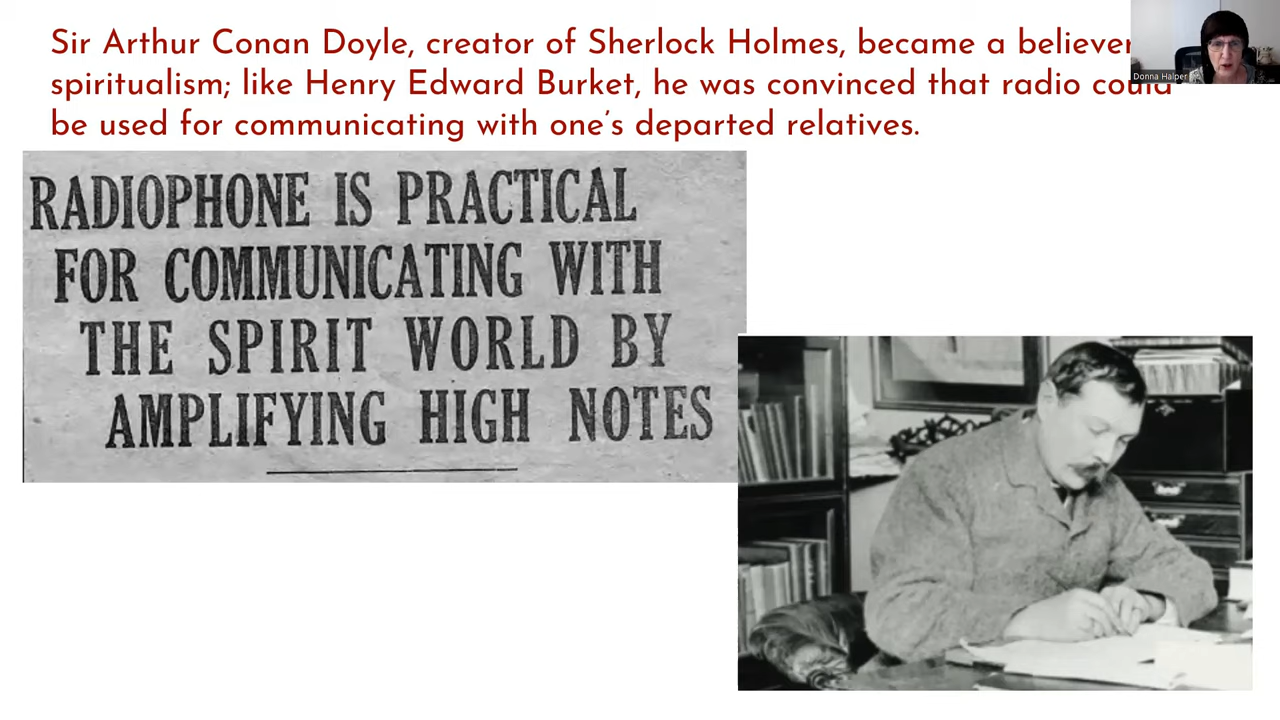 Sir Arthur Conan Doyle, creator of Sherlock Holmes, became a believer
spiritualism; like Henry Edward Burket, he was convinced that radio could
be used for communicating with one's departed relatives.
Donna Halper
RADIOPHONE IS PRACTICAL
FOR COMMUNICATING WITH
THE SPIRIT WORLD BY
AMPLIFYING HIGH NOTES